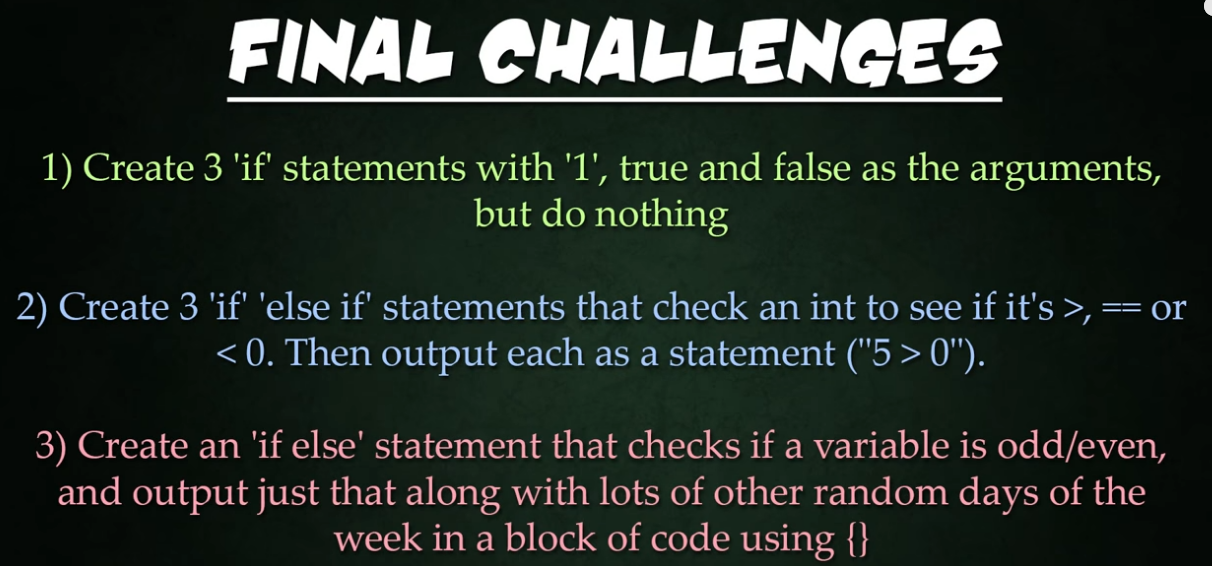 FINAL CHALLENGES
1) Create 3 'if' statements with '1', true and false as the arguments,
but do nothing
2) Create 3 'if' 'else if' statements that check an int to see if it's >, == or
< 0. Then output each as a statement ("5 > 0").
3) Create an 'if else' statement that checks if a variable is odd/even,
and output just that along with lots of other random days of the
week in a block of code using {}